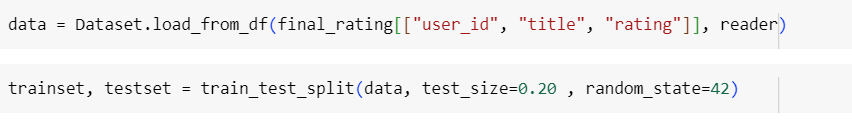 data = Dataset.load_from_df(final_rating[["user_id", "title", "rating"]], reader)
trainset, testset = train_test_split(data, test_size=0.20 , random_state=42)